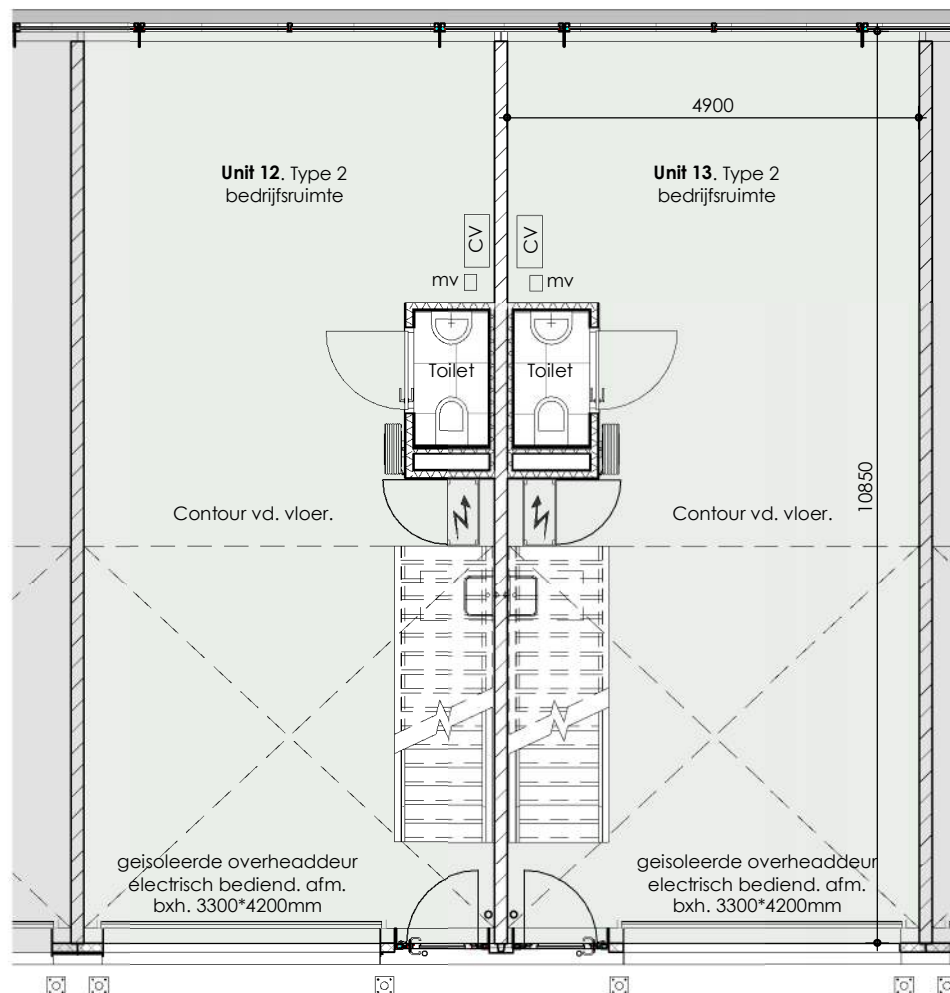 4900
Unit 12. Type 2
bedrijfsruimte
Unit 13. Type 2
bedrijfsruimte
CV
CV
mv
mv
Toilet
Toilet
10850
Contour vd. vloer.
Contour vd. vloer.
geisoleerde overheaddeur
electrisch bediend. afm.
bxh. 3300*4200mm
geisoleerde overheaddeur
electrisch bediend. afm.
bxh. 3300*4200mm